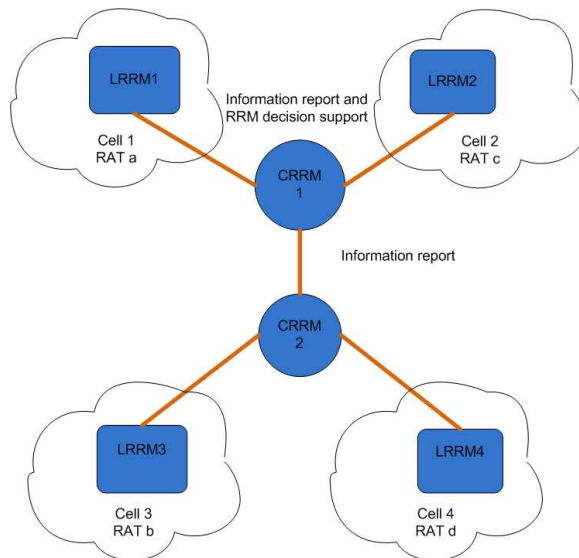 LRRM1
LRRM2
Information report and
RRM decision support
Cell 1
RAT a
Cell 2
RAT c
CRRM
1
Information report
CRRM
2
LRRM3
LRRM4
Cell 3
RAT b
Cell 4
RAT d